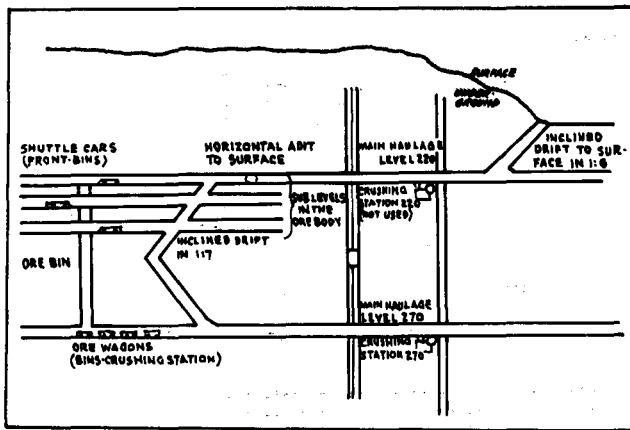 SURFACE
UNDER-
GROUND
SHUTTLE CARS
(FRONT-BINS)
HORIZONTAL ADIT
TO SURFACE
MAIN HAULAGE
LEVEL 220
INCLINED
DRIFT TO SUR-
FACE IN 1:6
CRUSHING
STATION 220
(NOT USED)
SUB LEVELS
IN THE
ORE BODY
INCLINED DRIFT
IN 1:7
ORE BIN
MAIN HAULAGE
LEVEL 270
ORE WAGONS
(BINS-CRUSHING STATION)
CRUSHING
STATION 270